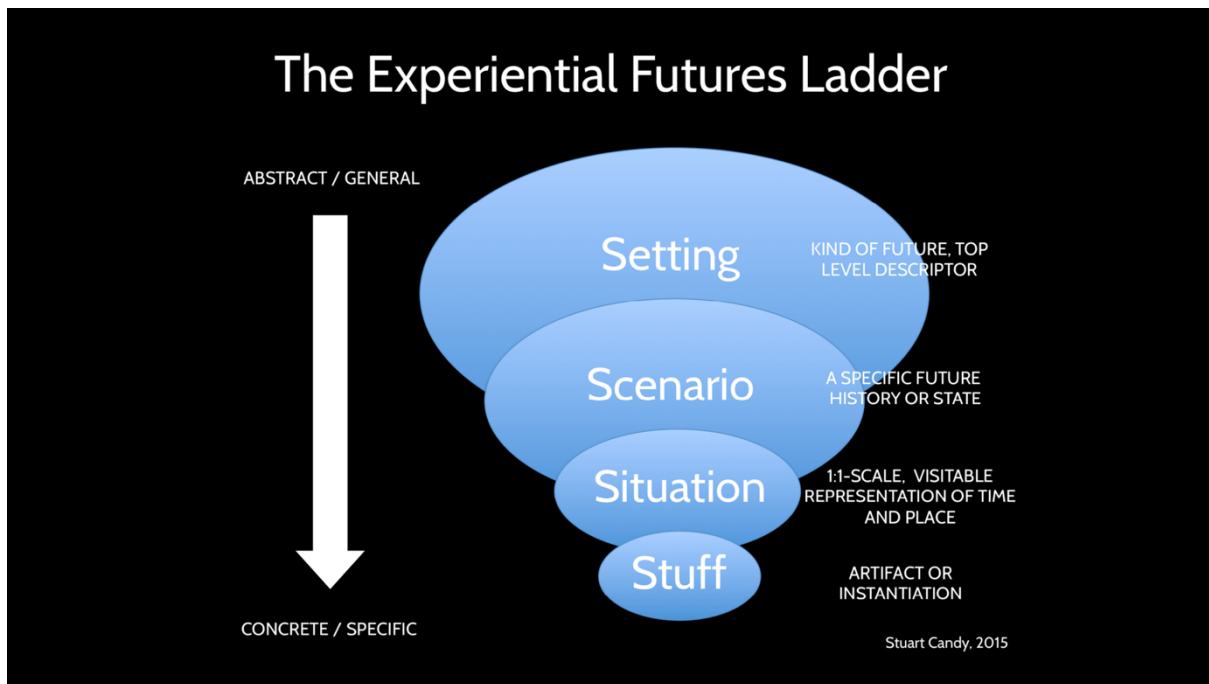 The Experiential Futures Ladder
ABSTRACT / GENERAL
Setting
KIND OF FUTURE, TOP
LEVEL DESCRIPTOR
Scenario
A SPECIFIC FUTURE
HISTORY OR STATE
Situation
1:1-SCALE, VISITABLE
REPRESENTATION OF TIME
AND PLACE
Stuff
ARTIFACT OR
INSTANTIATION
CONCRETE / SPECIFIC
Stuart Candy, 2015